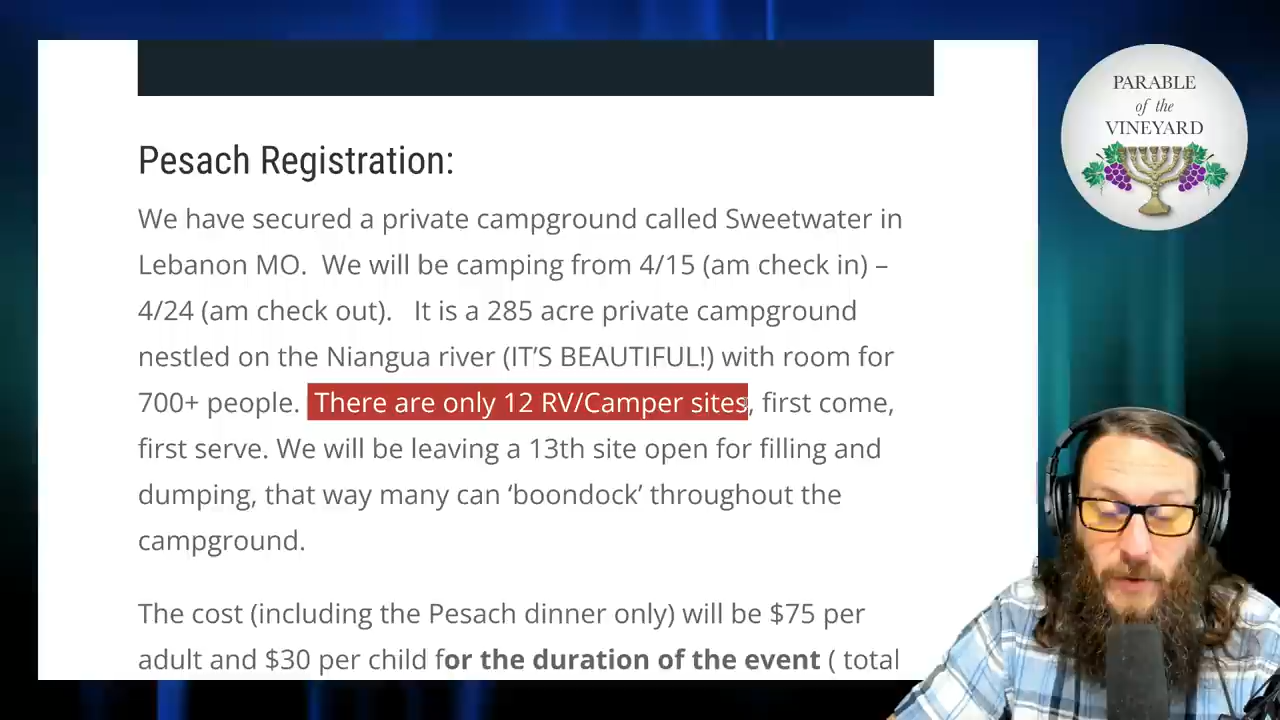 PARABLE
of the
VINEYARD
Pesach Registration:
We have secured a private campground called Sweetwater in
Lebanon MO.  We will be camping from 4/15 (am check in) –
4/24 (am check out).   It is a 285 acre private campground
nestled on the Niangua river (IT’S BEAUTIFUL!) with room for
700+ people.  There are only 12 RV/Camper sites, first come,
first serve. We will be leaving a 13th site open for filling and
dumping, that way many can ‘boondock’ throughout the
campground.
The cost (including the Pesach dinner only) will be $75 per
adult and $30 per child for the duration of the event ( total